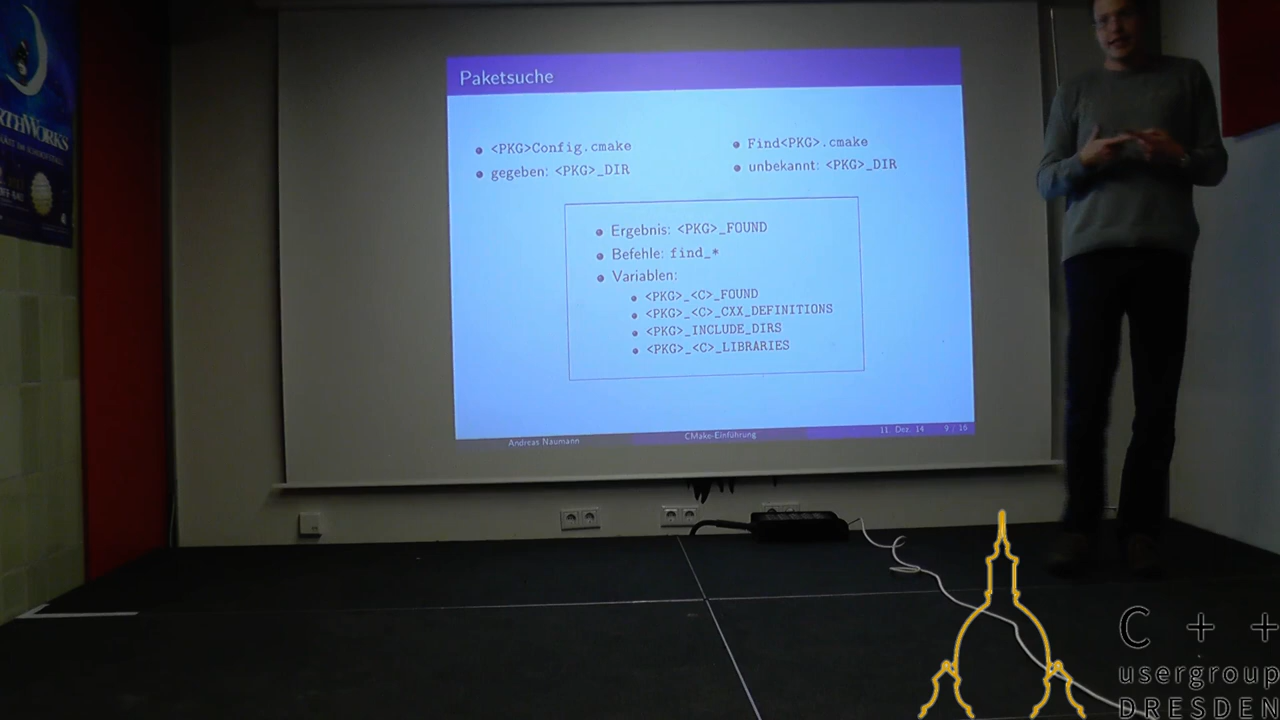 Paketsuche
<PKG>Config.cmake
gegeben: <PKG>_DIR
Find<PKG>.cmake
unbekannt: <PKG>_DIR
Ergebnis: <PKG>_FOUND
Befehle: find_*
Variablen:
<PKG>_<C>_FOUND
<PKG>_<C>_CXX_DEFINITIONS
<PKG>_INCLUDE_DIRS
<PKG>_<C>_LIBRARIES
Andreas Naumann
CMake-Einführung
11. Dez. 14
9 / 16
C + +
usergroup
DRESDEN